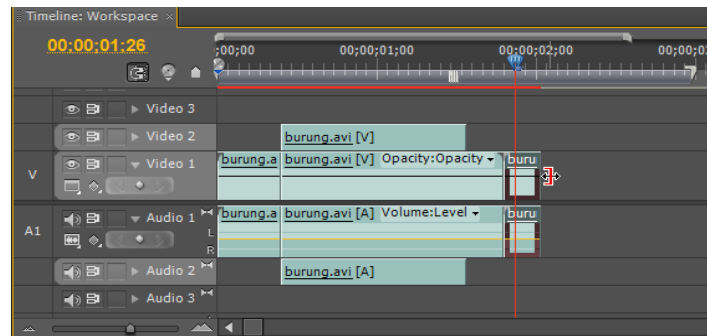 Timeline: Workspace ×
00:00:01:26
;00;00 00;00;01;00 00;00;02;00 00;00;0
Video 3
Video 2 burung.avi [V]
V Video 1 burung.a burung.avi [V] Opacity:Opacity buru
A1 Audio 1 burung.a burung.avi [A] Volume:Level buru
L
R
Audio 2 burung.avi [A]
Audio 3